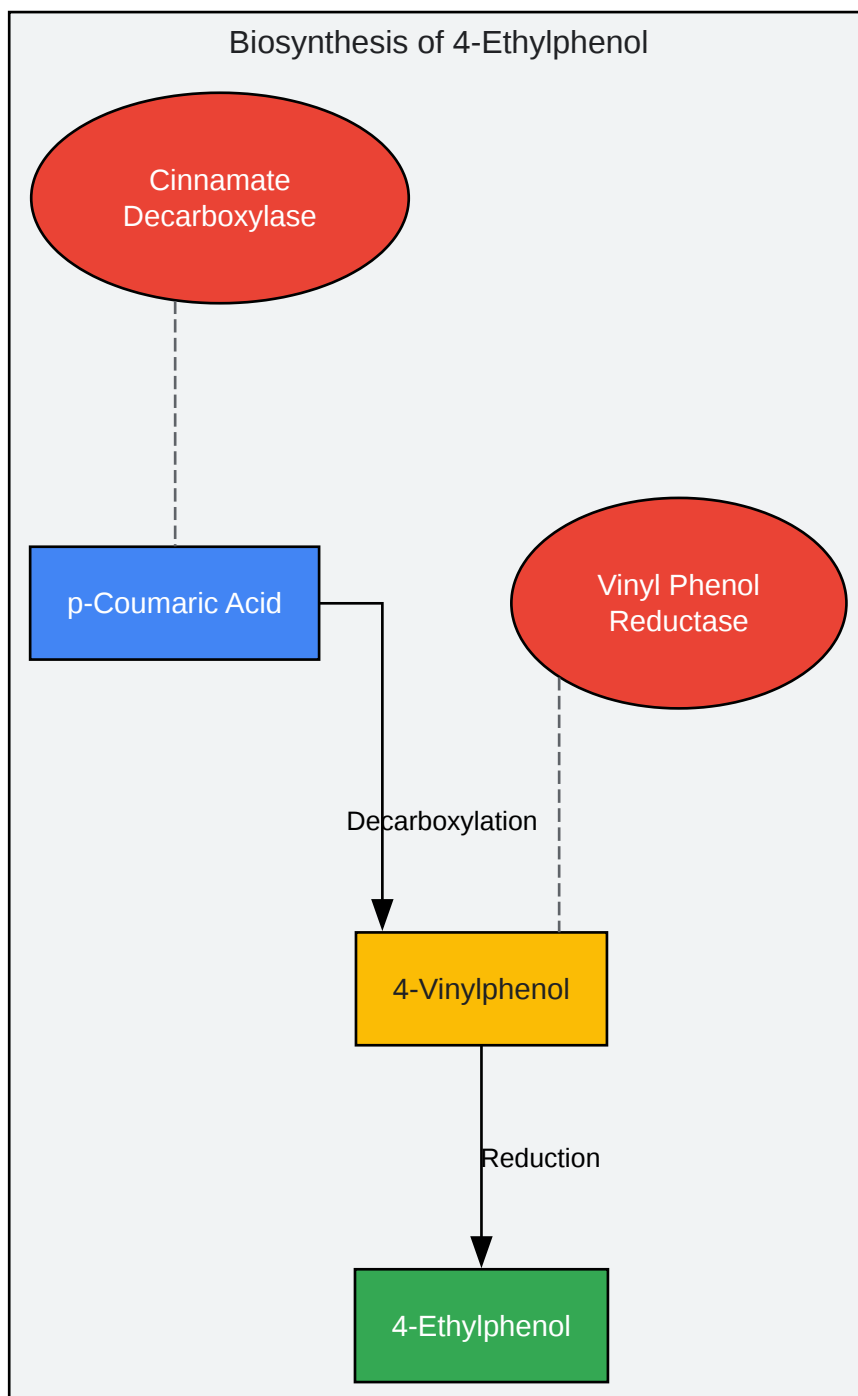 Biosynthesis of 4-Ethylphenol
Cinnamate
Decarboxylase
p-Coumaric Acid
Vinyl Phenol
Reductase
Decarboxylation
4-Vinylphenol
Reduction
4-Ethylphenol